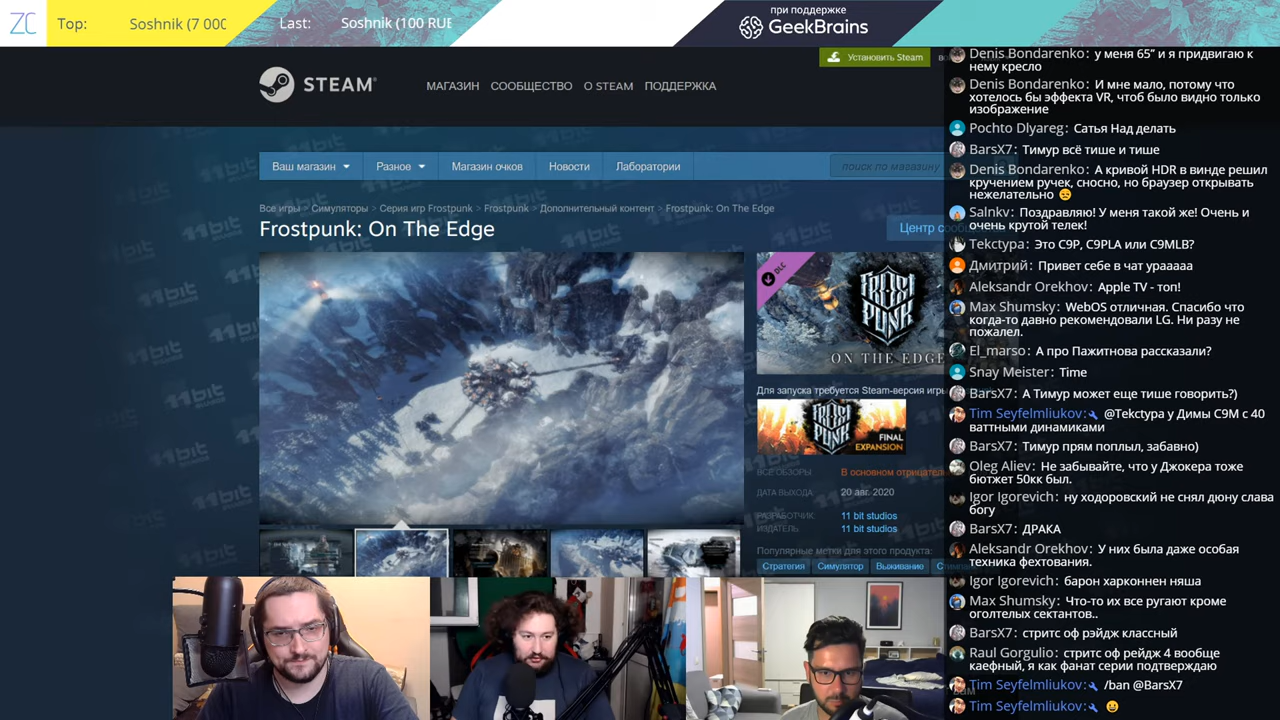 ZC
Top:
Soshnik (7 000
Last:
Soshnik (100 RUB
при поддержке
GeekBrains
STEAM
МАГАЗИН
СООБЩЕСТВО
О STEAM
ПОДДЕРЖКА
Установить Steam
Ваш магазин
Разное
Магазин очков
Новости
Лаборатории
поиск по магазину
Все игры > Симуляторы > Серия игр Frostpunk > Frostpunk > Дополнительный контент > Frostpunk: On The Edge
Frostpunk: On The Edge
Центр сооб
DLC
FROST
PUNK
ON THE EDGE
Для запуска требуется Steam-версия игры
FROST
PUNK
FINAL
EXPANSION
ВСЕ ОБЗОРЫ:
В основном отрицател
ДАТА ВЫХОДА:
20 авг. 2020
РАЗРАБОТЧИК:
11 bit studios
ИЗДАТЕЛЬ:
11 bit studios
Популярные метки для этого продукта:
Стратегия
Симулятор
Выживание
Denis Bondarenko: у меня 65” и я придвигаю к
нему кресло
Denis Bondarenko: И мне мало, потому что
хотелось бы эффекта VR, чтоб было видно только
изображение
Pochto Dlyareg: Сатья Над делать
BarsX7: Тимур всё тише и тише
Denis Bondarenko: А кривой HDR в винде решил
кручением ручек, сносно, но браузер открывать
нежелательно 😔
Salnkv: Поздравляю! У меня такой же! Очень и
очень крутой телек!
Текстура: Это C9P, C9PLA или C9MLB?
Дмитрий: Привет себе в чат урааааа
Aleksandr Orekhov: Apple TV - топ!
Max Shumsky: WebOS отличная. Спасибо что
когда-то давно рекомендовали LG. Ни разу не
пожалел.
El_marso: А про Пажитнова рассказали?
Snay Meister: Time
BarsX7: А Тимур может еще тише говорить?)
Tim Seyfelmliukov: @Текстура у Димы C9M с 40
ваттными динамиками
BarsX7: Тимур прям поплыл, забавно)
Oleg Aliev: Не забывайте, что у Джокера тоже
бютжет 50кк был.
Igor Igorevich: ну ходоровский не снял дюну слава
богу
BarsX7: ДРАКА
Aleksandr Orekhov: У них была даже особая
техника фехтования.
Igor Igorevich: барон харконнен няша
Max Shumsky: Что-то их все ругают кроме
оголтелых сектантов..
BarsX7: стритс оф рэйдж классный
Raul Gorgulio: стритс оф рейдж 4 вообще
каефный, я как фанат серии подтверждаю
Tim Seyfelmliukov: /ban @BarsX7
Tim Seyfelmliukov: 😀